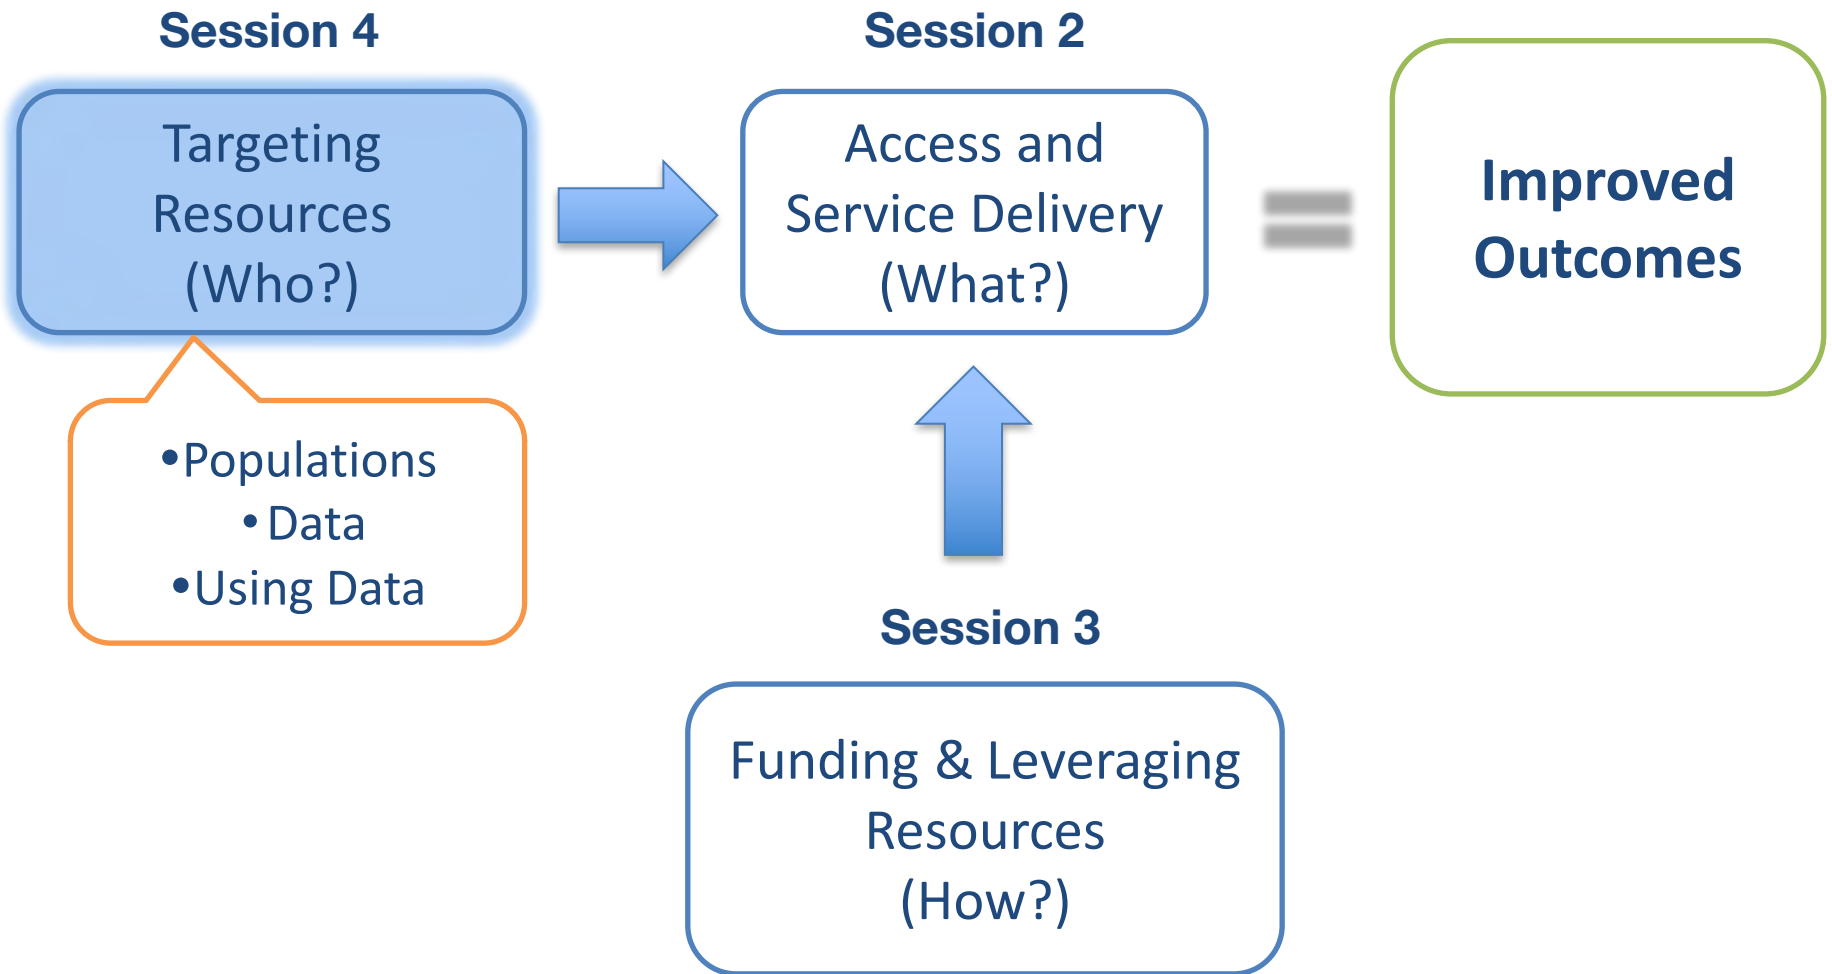 Session 4
Targeting
Resources
(Who?)
•Populations
•Data
•Using Data
Session 2
Access and
Service Delivery
(What?)
Session 3
Funding & Leveraging
Resources
(How?)
Improved
Outcomes